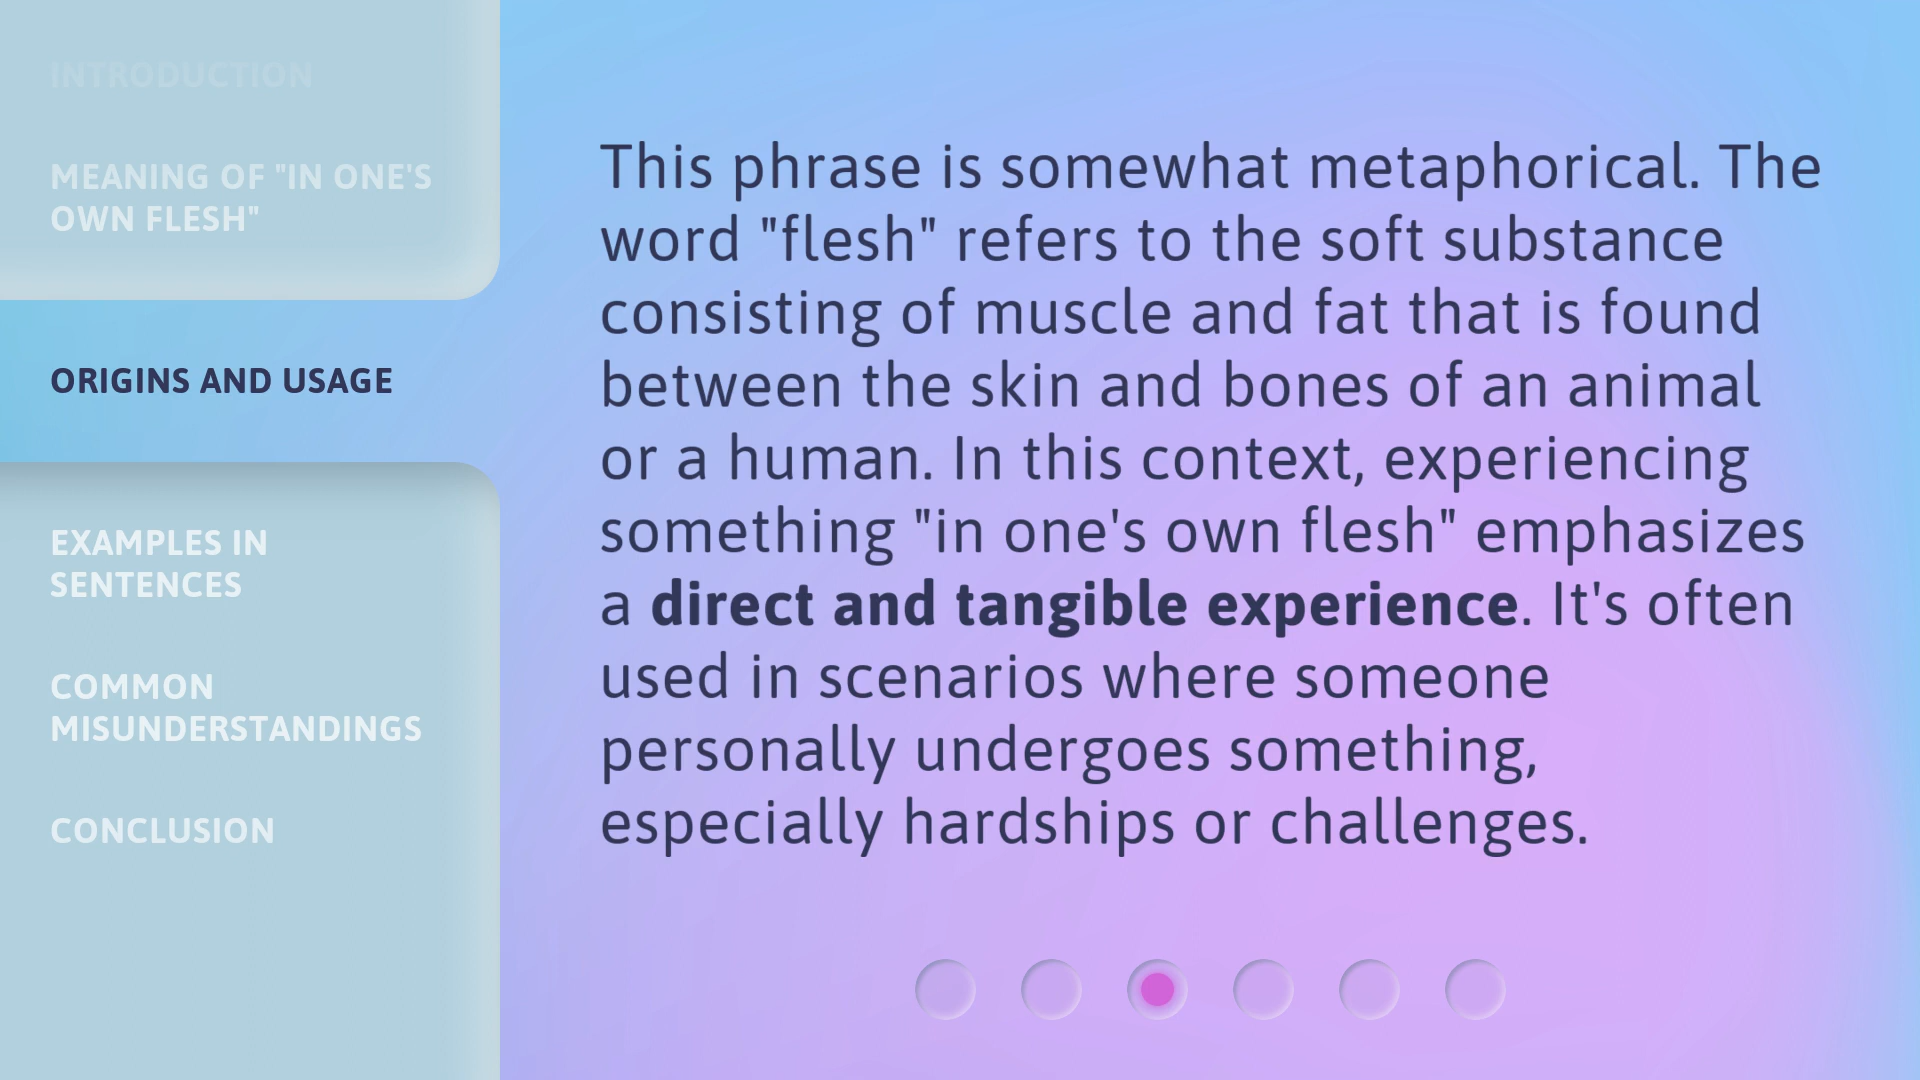 INTRODUCTION
MEANING OF "IN ONE'S
OWN FLESH"
ORIGINS AND USAGE
EXAMPLES IN
SENTENCES
COMMON
MISUNDERSTANDINGS
CONCLUSION
This phrase is somewhat metaphorical. The
word "flesh" refers to the soft substance
consisting of muscle and fat that is found
between the skin and bones of an animal
or a human. In this context, experiencing
something "in one's own flesh" emphasizes
a direct and tangible experience. It's often
used in scenarios where someone
personally undergoes something,
especially hardships or challenges.